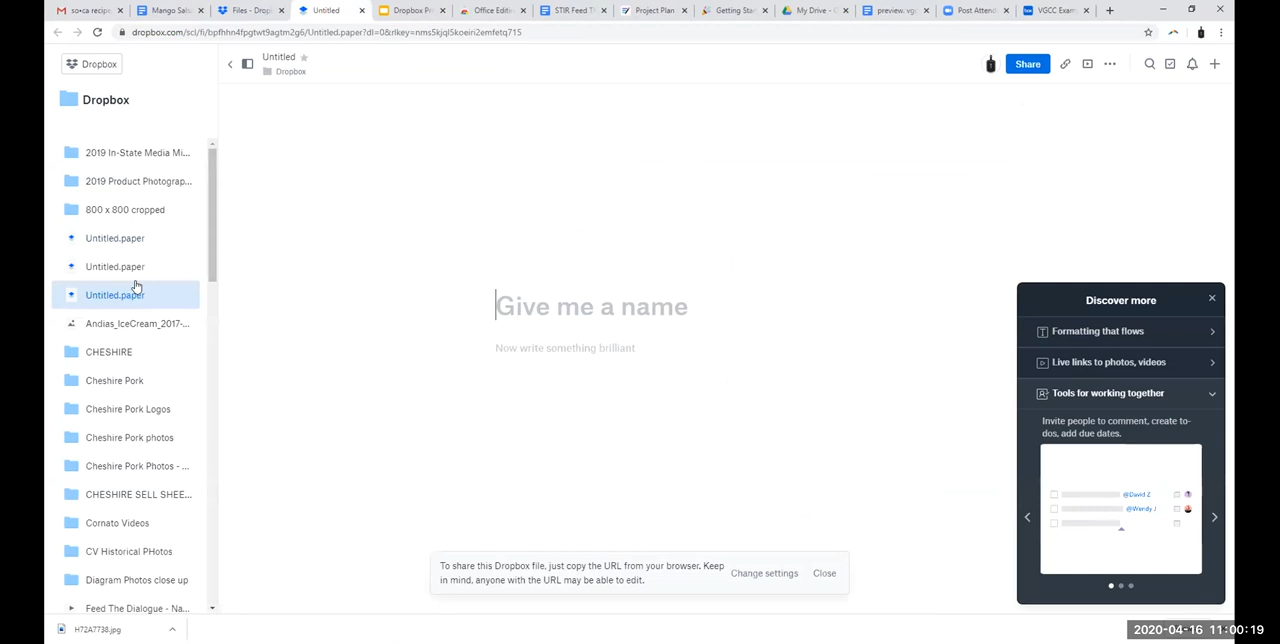 so•ca recipe
Mango Sals
Files - Drop
Untitled
Dropbox Pr
Office Editi
STIR Feed T
Project Plan
Getting Sta
My Drive -
preview. vg
Post Attend
VGCC Exam
dropbox.com/scl/fi/bpfhhn4fpgtwt9agtm2g6/Untitled.paper?dl=0&rlkey=nms5kjql5koeiri2emfetq715
Dropbox
Untitled
Dropbox
Share
Dropbox
2019 In-State Media Mi...
2019 Product Photograp...
800 x 800 cropped
Untitled.paper
Untitled.paper
Untitled.paper
Andias_IceCream_2017-...
CHESHIRE
Cheshire Pork
Cheshire Pork Logos
Cheshire Pork photos
Cheshire Pork Photos - ...
CHESHIRE SELL SHEE...
Cornato Videos
CV Historical PHotos
Diagram Photos close up
Feed The Dialogue - Na...
Give me a name
Now write something brilliant
Discover more
Formatting that flows
Live links to photos, videos
Tools for working together
Invite people to comment, create to-
dos, add due dates.
@David Z
@Wendy J
To share this Dropbox file, just copy the URL from your browser. Keep
in mind, anyone with the URL may be able to edit.
Change settings
Close
H72A7738.jpg
2020-04-16 11:00:19